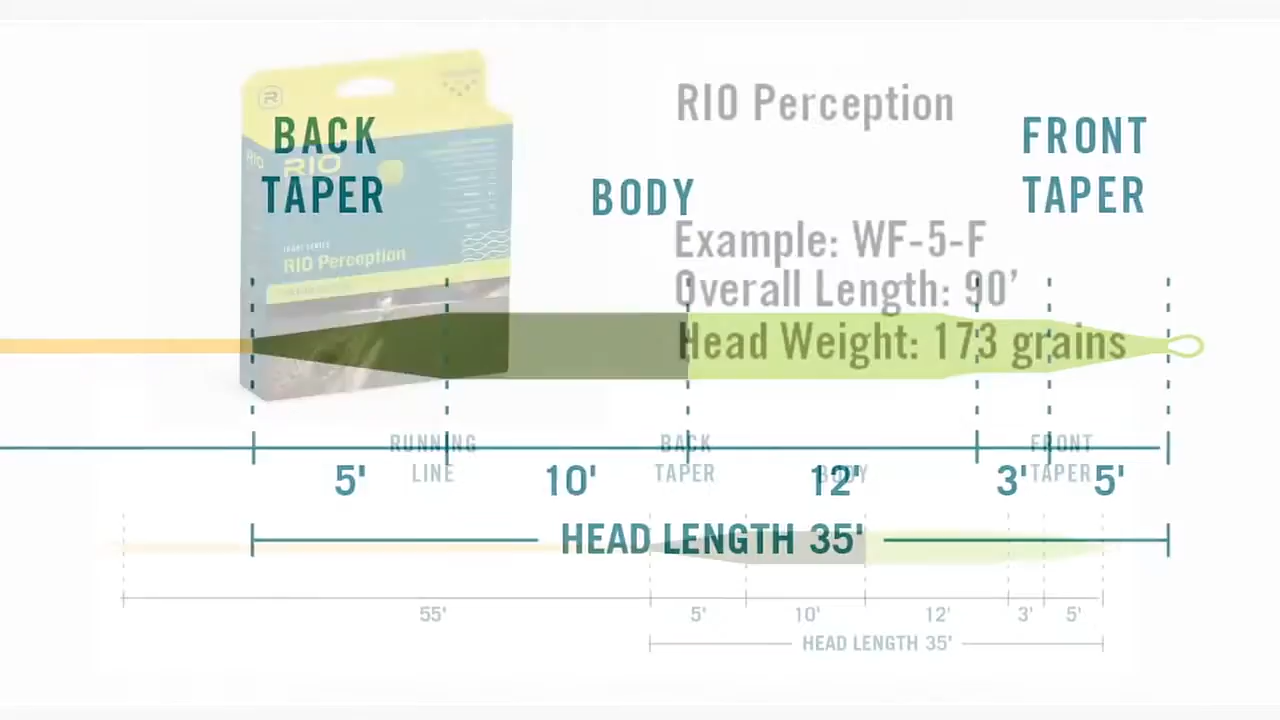 RIO Perception
BACK
TAPER
BODY
FRONT
TAPER
RIO
RIO
RIO Perception
Example: WF-5-F
Overall Length: 90’
Head Weight: 173 grains
5' 10' 12' 3' 5'
HEAD LENGTH 35'
RUNNING
LINE
BACK
TAPER
BODY
FRONT
TAPER
55' 5' 10' 12' 3' 5'
HEAD LENGTH 35'